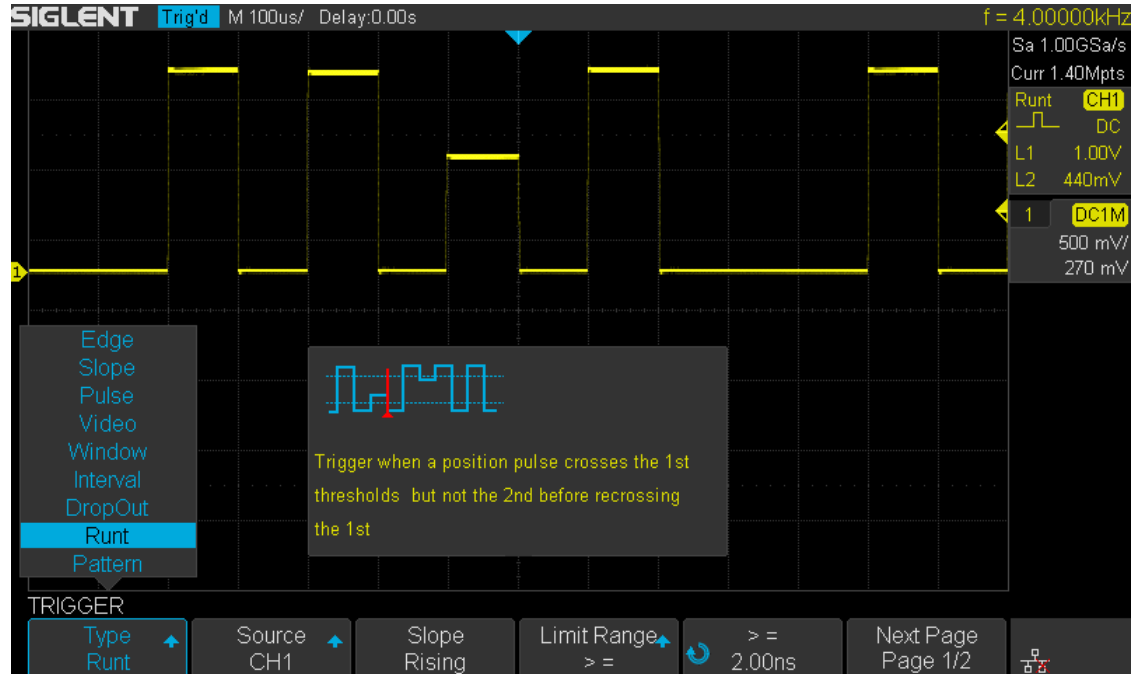 SIGLENT Trig'd M 100us/ Delay:0.00s f = 4.00000kHz
Sa 1.00GSa/s
Curr 1.40Mpts
Runt CH1
DC
L1 1.00V
L2 440mV
1 DC1M
500 mV/
270 mV
1
Edge
Slope
Pulse
Video
Window
Interval
DropOut
Runt
Pattern
Trigger when a position pulse crosses the 1st
thresholds but not the 2nd before recrossing
the 1st
TRIGGER
Type
Runt
Source
CH1
Slope
Rising
Limit Range
> =
> =
2.00ns
Next Page
Page 1/2